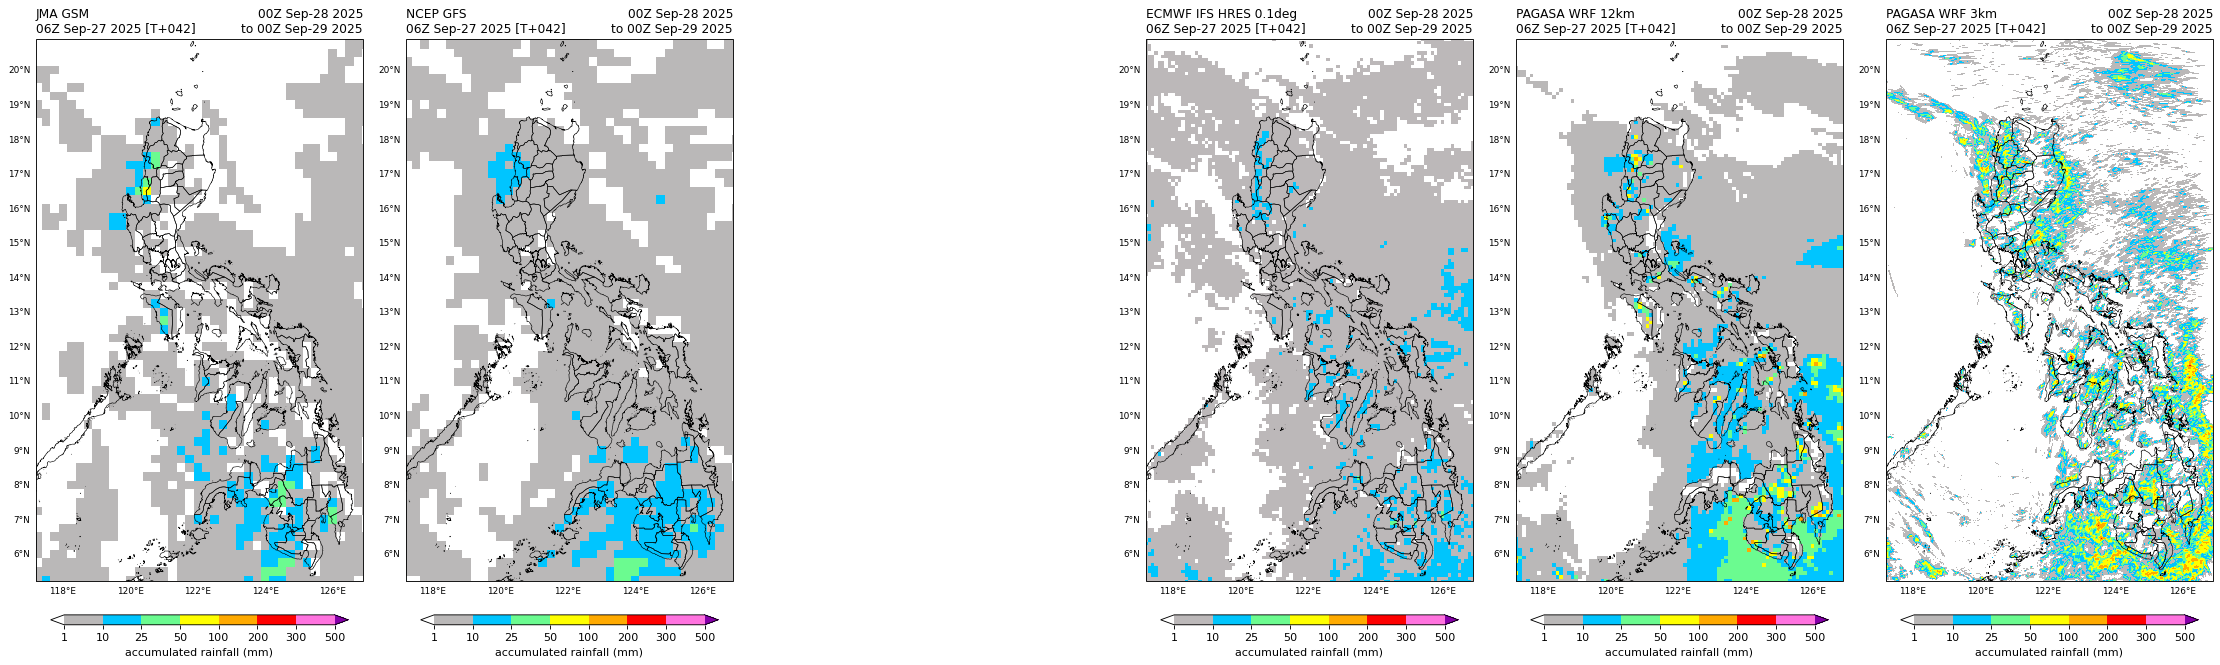 JMA GSM 00Z Sep-28 2025
06Z Sep-27 2025 [T+042] to 00Z Sep-29 2025
20°N
19°N
18°N
17°N
16°N
15°N
14°N
13°N
12°N
11°N
10°N
9°N
8°N
7°N
6°N
118°E 120°E 122°E 124°E 126°E
1 10 25 50 100 200 300 500
accumulated rainfall (mm)
NCEP GFS 00Z Sep-28 2025
06Z Sep-27 2025 [T+042] to 00Z Sep-29 2025
20°N
19°N
18°N
17°N
16°N
15°N
14°N
13°N
12°N
11°N
10°N
9°N
8°N
7°N
6°N
118°E 120°E 122°E 124°E 126°E
1 10 25 50 100 200 300 500
accumulated rainfall (mm)
ECMWF IFS HRES 0.1deg 00Z Sep-28 2025
06Z Sep-27 2025 [T+042] to 00Z Sep-29 2025
20°N
19°N
18°N
17°N
16°N
15°N
14°N
13°N
12°N
11°N
10°N
9°N
8°N
7°N
6°N
118°E 120°E 122°E 124°E 126°E
1 10 25 50 100 200 300 500
accumulated rainfall (mm)
PAGASA WRF 12km 00Z Sep-28 2025
06Z Sep-27 2025 [T+042] to 00Z Sep-29 2025
20°N
19°N
18°N
17°N
16°N
15°N
14°N
13°N
12°N
11°N
10°N
9°N
8°N
7°N
6°N
118°E 120°E 122°E 124°E 126°E
1 10 25 50 100 200 300 500
accumulated rainfall (mm)
PAGASA WRF 3km 00Z Sep-28 2025
06Z Sep-27 2025 [T+042] to 00Z Sep-29 2025
20°N
19°N
18°N
17°N
16°N
15°N
14°N
13°N
12°N
11°N
10°N
9°N
8°N
7°N
6°N
118°E 120°E 122°E 124°E 126°E
1 10 25 50 100 200 300 500
accumulated rainfall (mm)